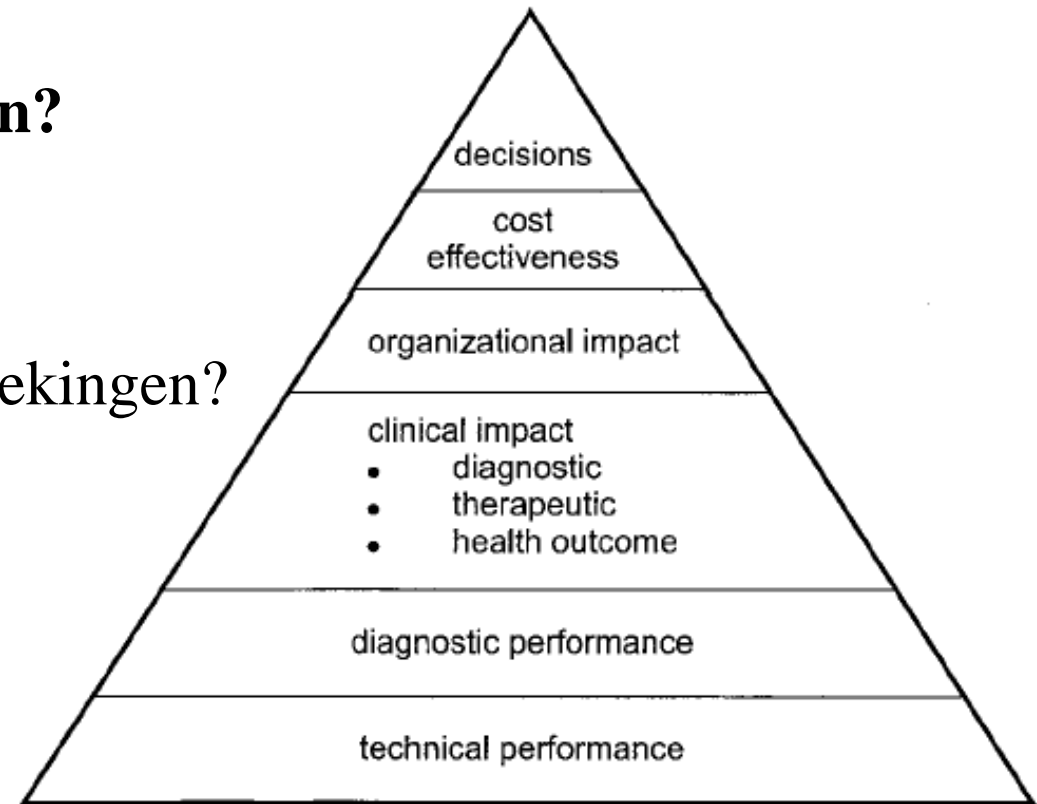 n?
ekingen?
decisions
cost
effectiveness
organizational impact
clinical impact
• diagnostic
• therapeutic
• health outcome
diagnostic performance
technical performance